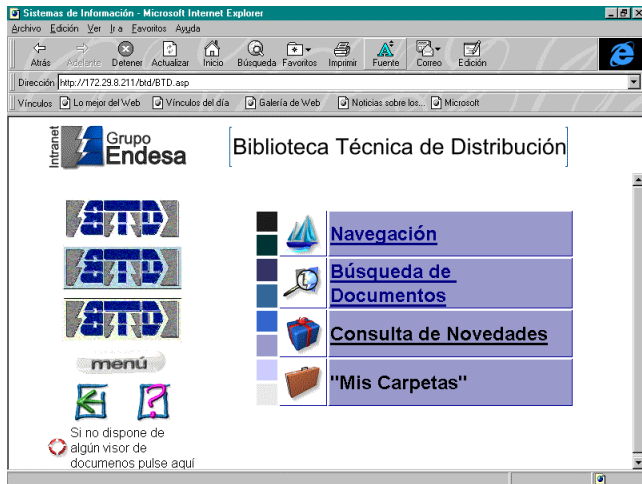 Sistemas de Información - Microsoft Internet Explorer
Archivo Edición Ver Ir a Favoritos Ayuda
Atrás Adelante Detener Actualizar Inicio Búsqueda Favoritos Imprimir Fuente Correo Edición
Dirección http://172.29.8.211/btd/BTD.asp
Vínculos Lo mejor del Web Vínculos del día Galería de Web Noticias sobre los... Microsoft
Intranet
Grupo
Endesa
Biblioteca Técnica de Distribución
BTD
BTD
BTD
menú
Navegación
Búsqueda de
Documentos
Consulta de Novedades
"Mis Carpetas"
Si no dispone de
algún visor de
documenos pulse aquí